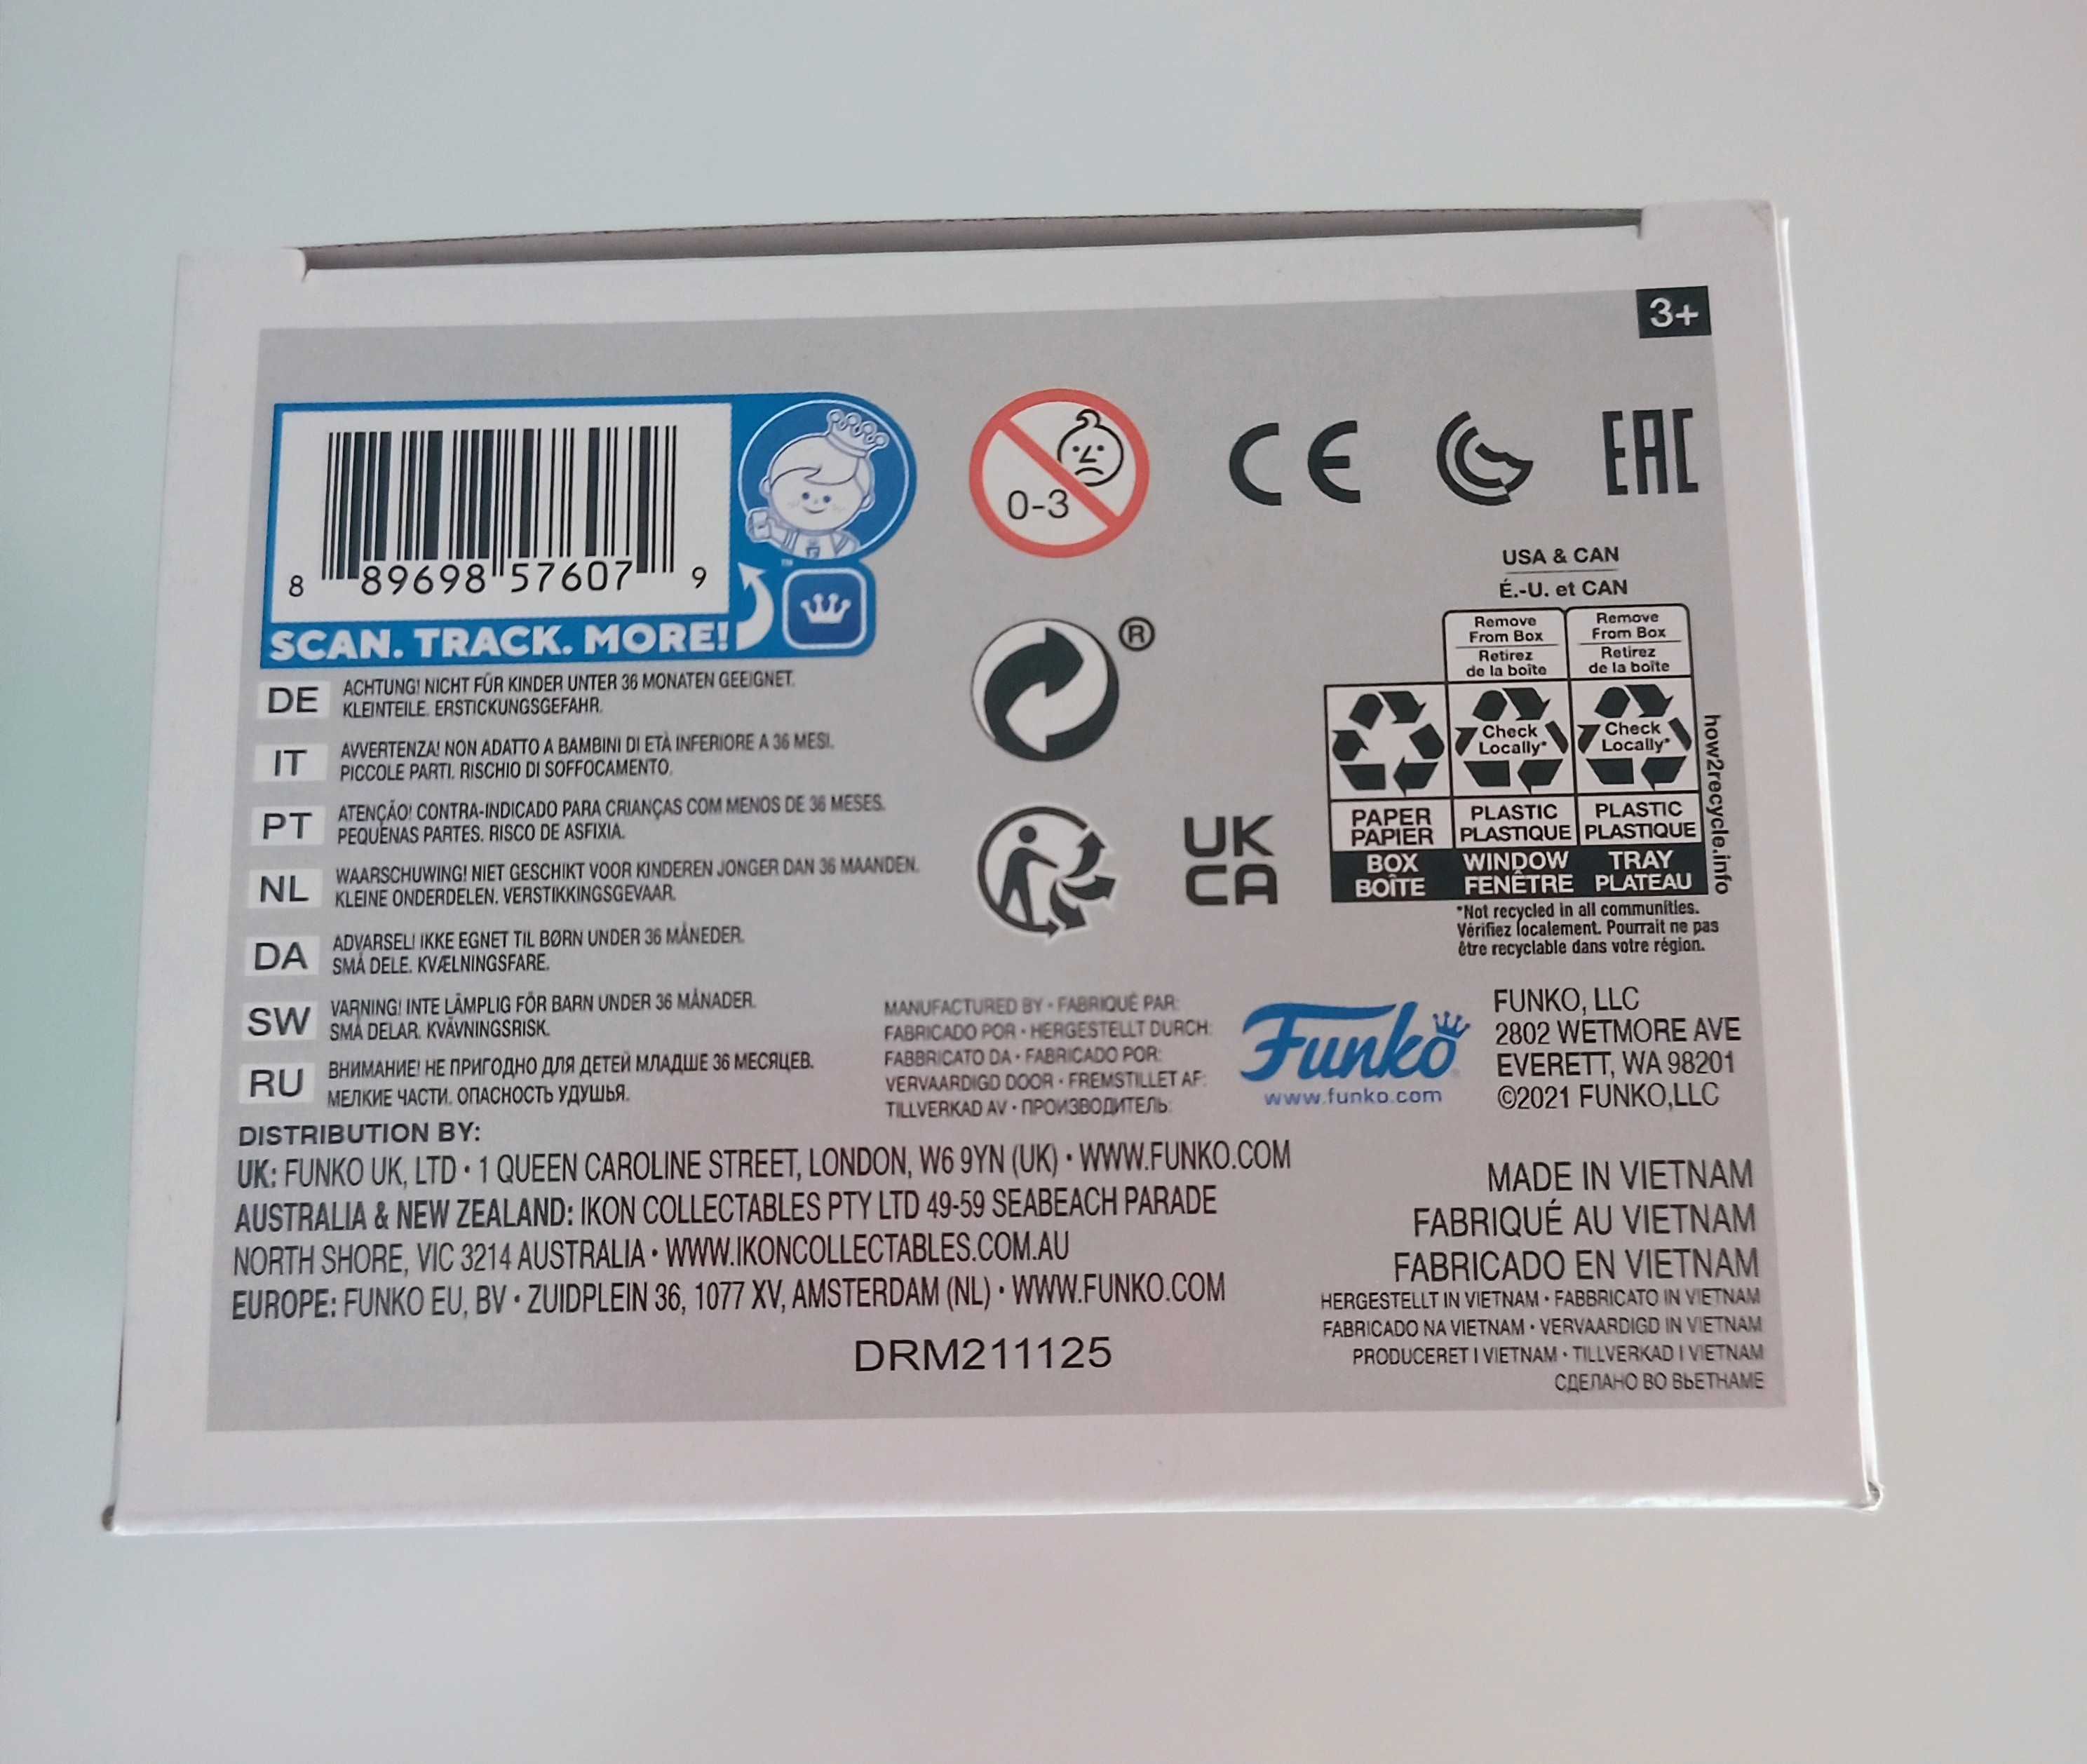 3+
8 89698 57607 9
™
SCAN. TRACK. MORE!
0-3
CE
EAC
®
UK
CA
USA & CAN
É.-U. et CAN
Remove
From Box
Retirez
de la boîte
Remove
From Box
Retirez
de la boîte
Check
Locally*
Check
Locally*
PAPER
PAPIER
PLASTIC
PLASTIQUE
PLASTIC
PLASTIQUE
BOX
BOÎTE
WINDOW
FENÊTRE
TRAY
PLATEAU
how2recycle.info
*Not recycled in all communities.
Vérifiez localement. Pourrait ne pas
être recyclable dans votre région.
DE ACHTUNG! NICHT FÜR KINDER UNTER 36 MONATEN GEEIGNET.
KLEINTEILE. ERSTICKUNGSGEFAHR.
IT AVVERTENZA! NON ADATTO A BAMBINI DI ETÀ INFERIORE A 36 MESI.
PICCOLE PARTI. RISCHIO DI SOFFOCAMENTO.
PT ATENÇÃO! CONTRA-INDICADO PARA CRIANÇAS COM MENOS DE 36 MESES.
PEQUENAS PARTES. RISCO DE ASFIXIA.
NL WAARSCHUWING! NIET GESCHIKT VOOR KINDEREN JONGER DAN 36 MAANDEN.
KLEINE ONDERDELEN. VERSTIKKINGSGEVAAR.
DA ADVARSEL! IKKE EGNET TIL BØRN UNDER 36 MÅNEDER.
SMÅ DELE. KVÆLNINGSFARE.
SW VARNING! INTE LÄMPLIG FÖR BARN UNDER 36 MÅNADER.
SMÅ DELAR. KVÄVNINGSRISK.
RU ВНИМАНИЕ! НЕ ПРИГОДНО ДЛЯ ДЕТЕЙ МЛАДШЕ 36 МЕСЯЦЕВ.
МЕЛКИЕ ЧАСТИ. ОПАСНОСТЬ УДУШЬЯ.
MANUFACTURED BY • FABRIQUÉ PAR:
FABRICADO POR • HERGESTELLT DURCH:
FABBRICATO DA • FABRICADO POR:
VERVAARDIGD DOOR • FREMSTILLET AF:
TILLVERKAD AV • ПРОИЗВОДИТЕЛЬ:
Funko
www.funko.com
FUNKO, LLC
2802 WETMORE AVE
EVERETT, WA 98201
©2021 FUNKO,LLC
DISTRIBUTION BY:
UK: FUNKO UK, LTD • 1 QUEEN CAROLINE STREET, LONDON, W6 9YN (UK) • WWW.FUNKO.COM
AUSTRALIA & NEW ZEALAND: IKON COLLECTABLES PTY LTD 49-59 SEABEACH PARADE
NORTH SHORE, VIC 3214 AUSTRALIA • WWW.IKONCOLLECTABLES.COM.AU
EUROPE: FUNKO EU, BV • ZUIDPLEIN 36, 1077 XV, AMSTERDAM (NL) • WWW.FUNKO.COM
DRM211125
MADE IN VIETNAM
FABRIQUÉ AU VIETNAM
FABRICADO EN VIETNAM
HERGESTELLT IN VIETNAM • FABBRICATO IN VIETNAM
FABRICADO NA VIETNAM • VERVAARDIGD IN VIETNAM
PRODUCERET I VIETNAM • TILLVERKAD I VIETNAM
СДЕЛАНО ВО ВЬЕТНАМЕ